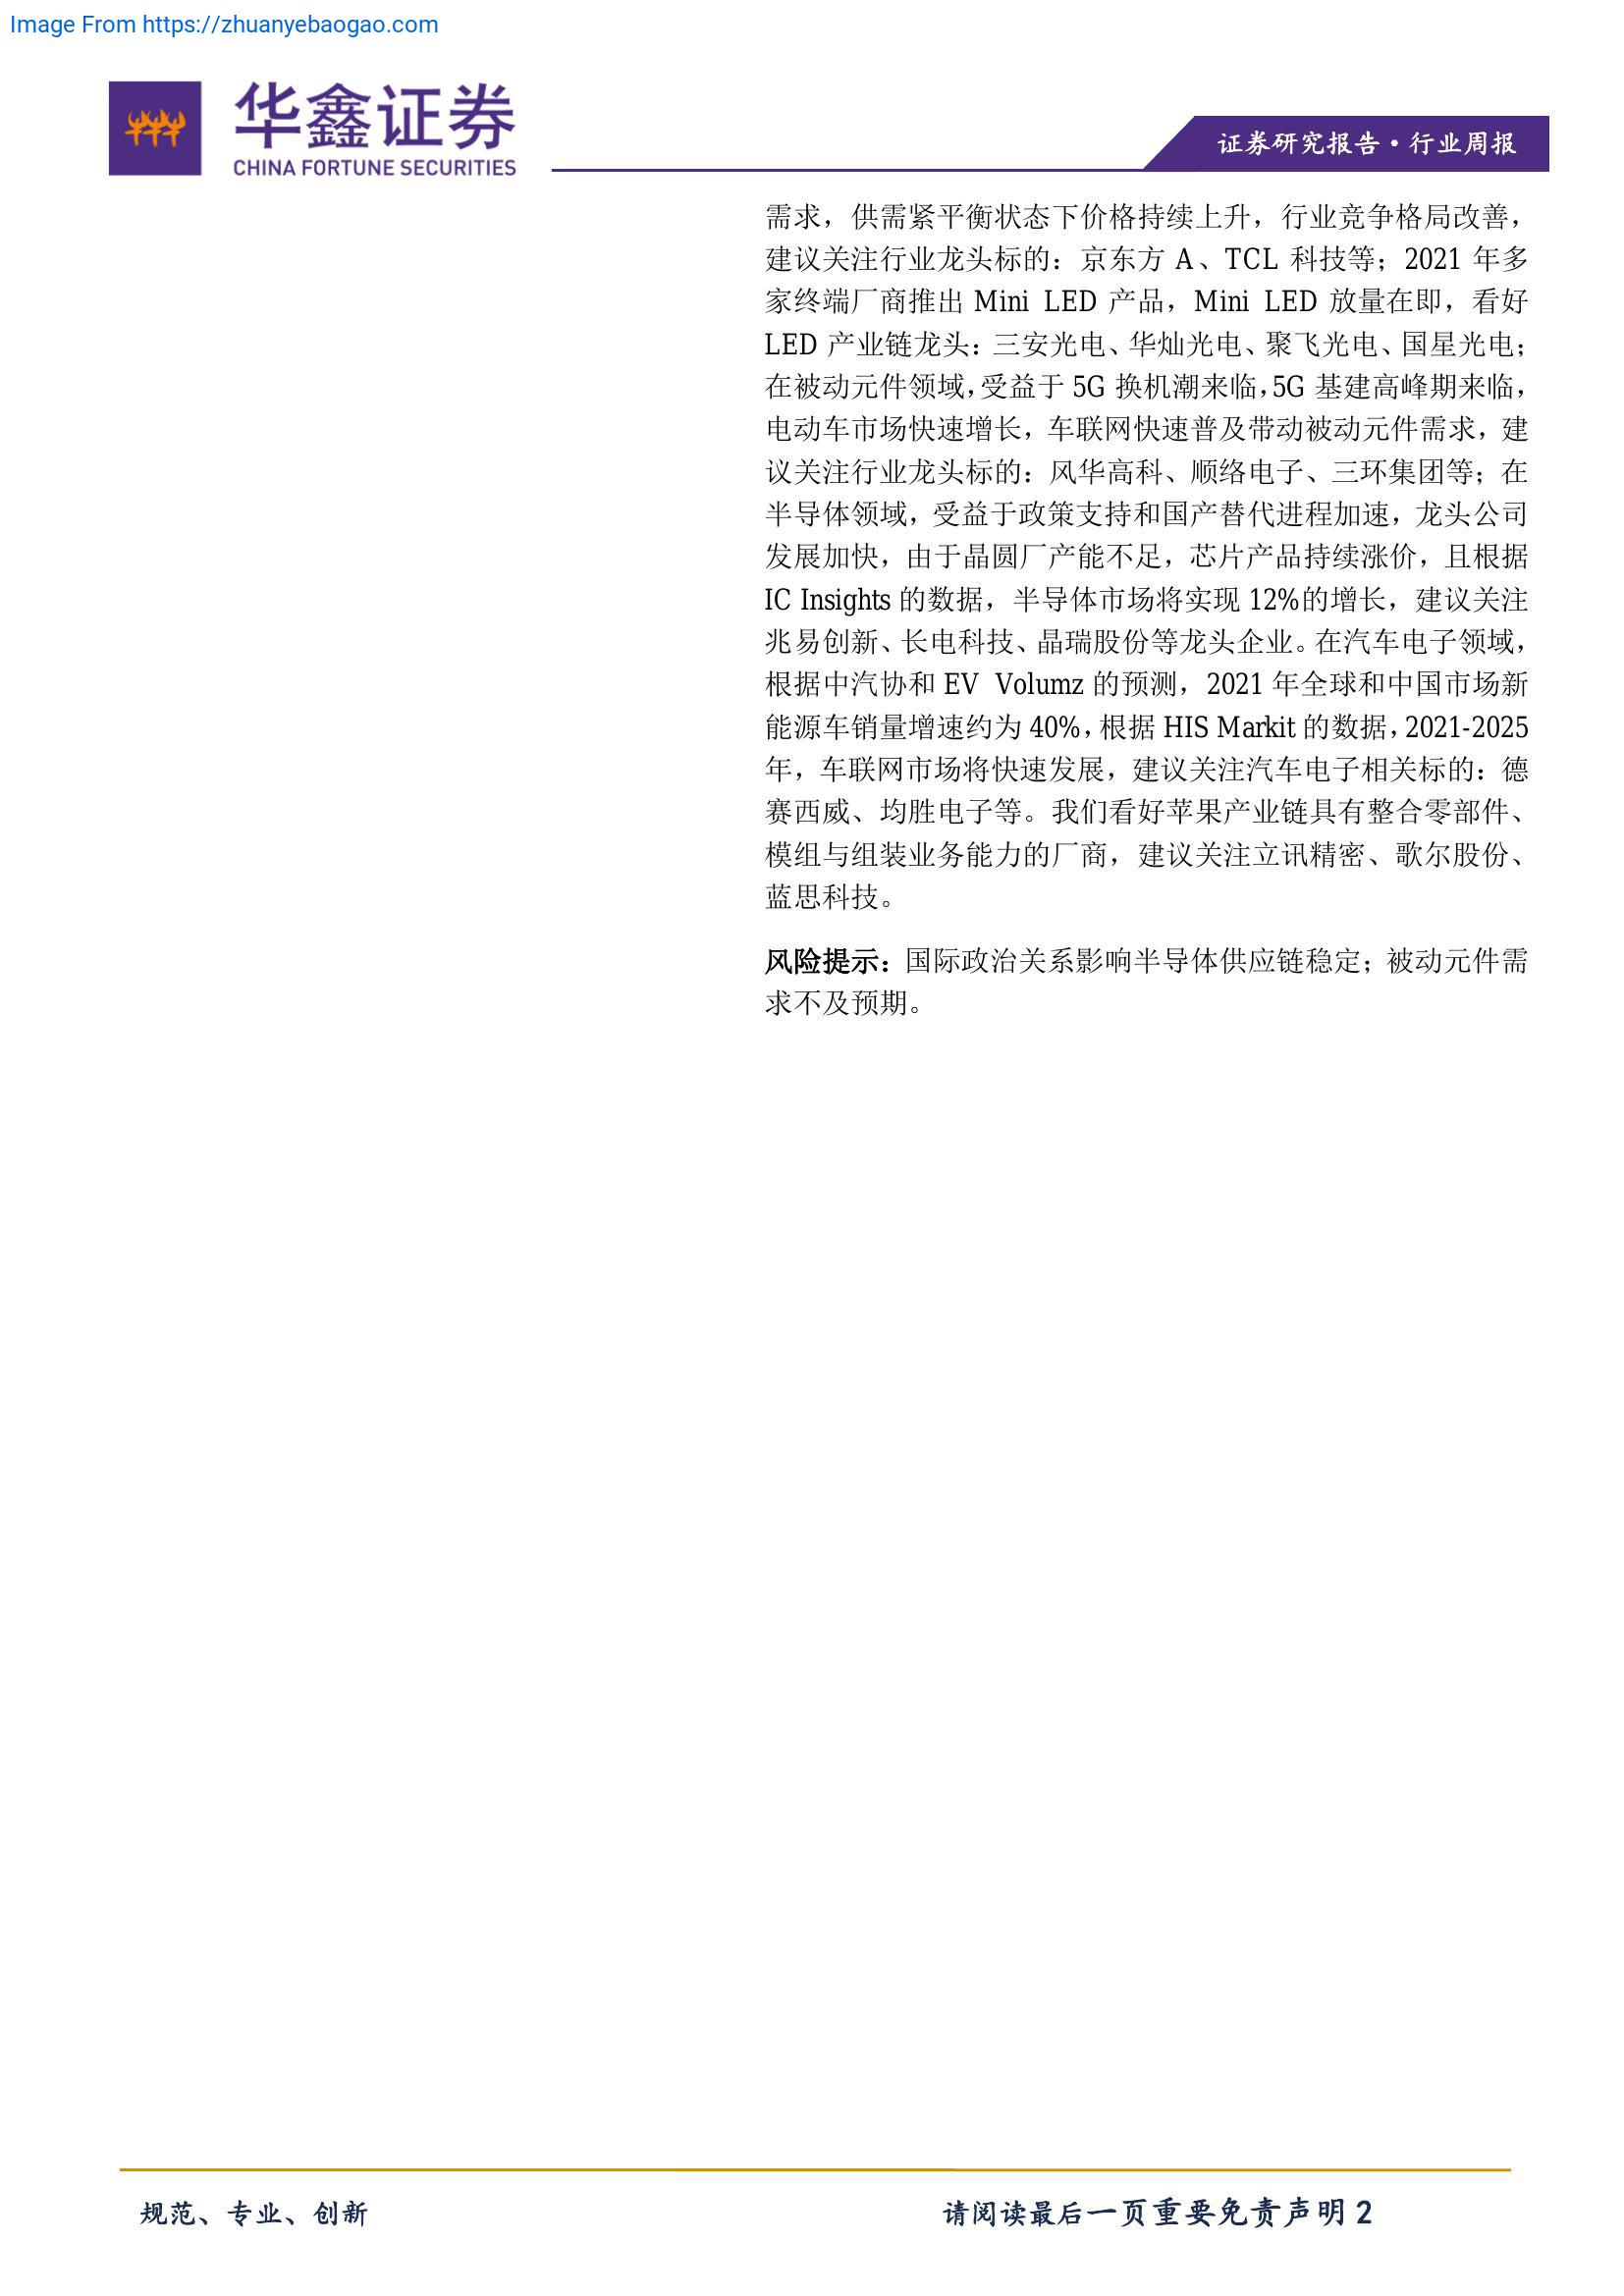 Image From https://zhuanyebaogao.com
华鑫证券
CHINA FORTUNE SECURITIES
证券研究报告·行业周报
需求，供需紧平衡状态下价格持续上升，行业竞争格局改善，
建议关注行业龙头标的：京东方 A、TCL 科技等；2021 年多
家终端厂商推出 Mini LED 产品，Mini LED 放量在即，看好
LED 产业链龙头：三安光电、华灿光电、聚飞光电、国星光电；
在被动元件领域，受益于 5G 换机潮来临，5G 基建高峰期来临，
电动车市场快速增长，车联网快速普及带动被动元件需求，建
议关注行业龙头标的：风华高科、顺络电子、三环集团等；在
半导体领域，受益于政策支持和国产替代进程加速，龙头公司
发展加快，由于晶圆厂产能不足，芯片产品持续涨价，且根据
IC Insights 的数据，半导体市场将实现 12%的增长，建议关注
兆易创新、长电科技、晶瑞股份等龙头企业。在汽车电子领域，
根据中汽协和 EV Volumz 的预测，2021 年全球和中国市场新
能源车销量增速约为 40%，根据 HIS Markit 的数据，2021-2025
年，车联网市场将快速发展，建议关注汽车电子相关标的：德
赛西威、均胜电子等。我们看好苹果产业链具有整合零部件、
模组与组装业务能力的厂商，建议关注立讯精密、歌尔股份、
蓝思科技。
风险提示：国际政治关系影响半导体供应链稳定；被动元件需
求不及预期。
规范、专业、创新
请阅读最后一页重要免责声明 2